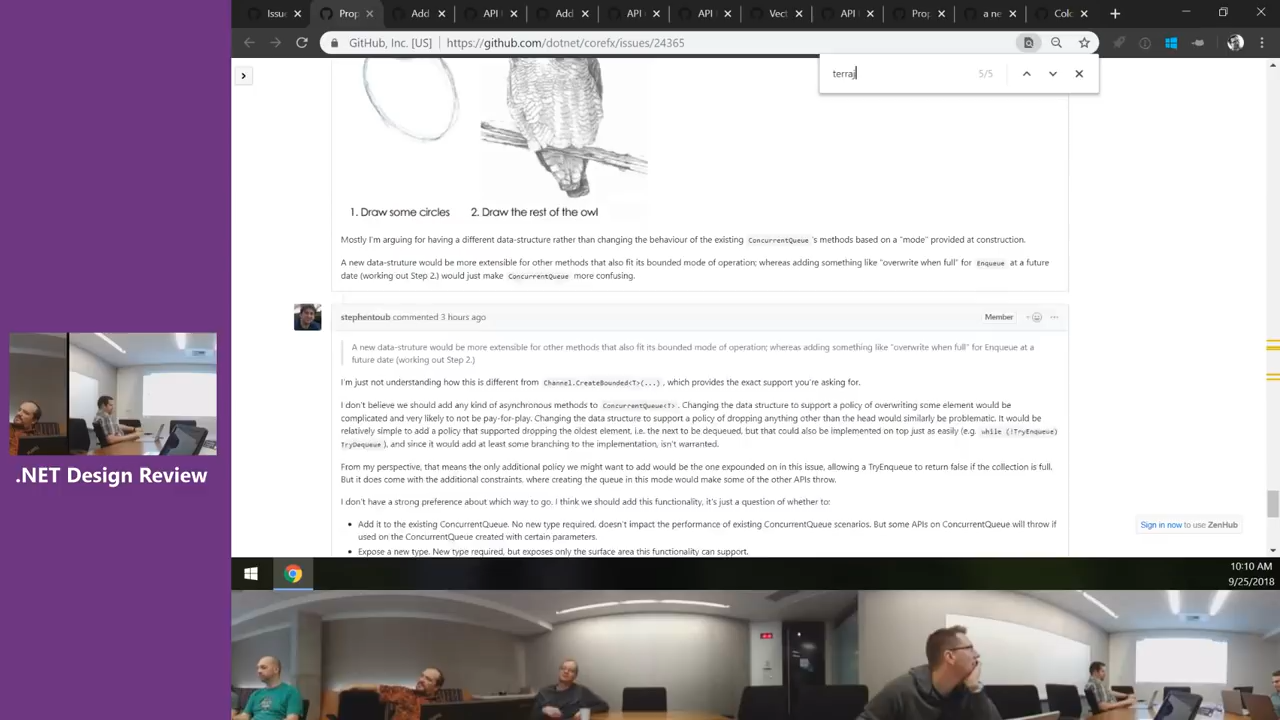 Issu
Prop
Add
API
Add
API
API
Vect
API
Prop
a ne
Colo
GitHub, Inc. [US] https://github.com/dotnet/corefx/issues/24365
5/5
1. Draw some circles 2. Draw the rest of the owl
Mostly I'm arguing for having a different data-structure rather than changing the behaviour of the existing ConcurrentQueue 's methods based on a "mode" provided at construction.
A new data-struture would be more extensible for other methods that also fit its bounded mode of operation; whereas adding something like "overwrite when full" for Enqueue at a future
date (working out Step 2.) would just make ConcurrentQueue more confusing.
stephentoub commented 3 hours ago
Member
A new data-struture would be more extensible for other methods that also fit its bounded mode of operation; whereas adding something like "overwrite when full" for Enqueue at a
future date (working out Step 2.)
I'm just not understanding how this is different from Channel.CreateBounded<T>(...), which provides the exact support you're asking for.
I don't believe we should add any kind of asynchronous methods to ConcurrentQueue<T>. Changing the data structure to support a policy of overwriting some element would be
complicated and very likely to not be pay-for-play. Changing the data structure to support a policy of dropping anything other than the head would similarly be problematic. It would be
relatively simple to add a policy that supported dropping the oldest element, i.e. the next to be dequeued, but that could also be implemented on top just as easily (e.g. while (!TryEnqueue)
TryDequeue), and since it would add at least some branching to the implementation, isn't warranted.
From my perspective, that means the only additional policy we might want to add would be the one expounded on in this issue, allowing a TryEnqueue to return false if the collection is full.
But it does come with the additional constraints, where creating the queue in this mode would make some of the other APIs throw.
I don't have a strong preference about which way to go. I think we should add this functionality, it's just a question of whether to:
• Add it to the existing ConcurrentQueue. No new type required, doesn't impact the performance of existing ConcurrentQueue scenarios. But some APIs on ConcurrentQueue will throw if
used on the ConcurrentQueue created with certain parameters.
• Expose a new type. New type required, but exposes only the surface area this functionality can support.
Sign in now to use ZenHub
.NET Design Review
10:10 AM
9/25/2018